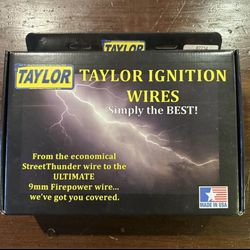 TAYLOR
TAYLOR IGNITION
WIRES
Simply the BEST!
From the economical
StreetThunder wire to the
ULTIMATE
9mm Firepower wire...
we've got you covered.
MADE IN USA